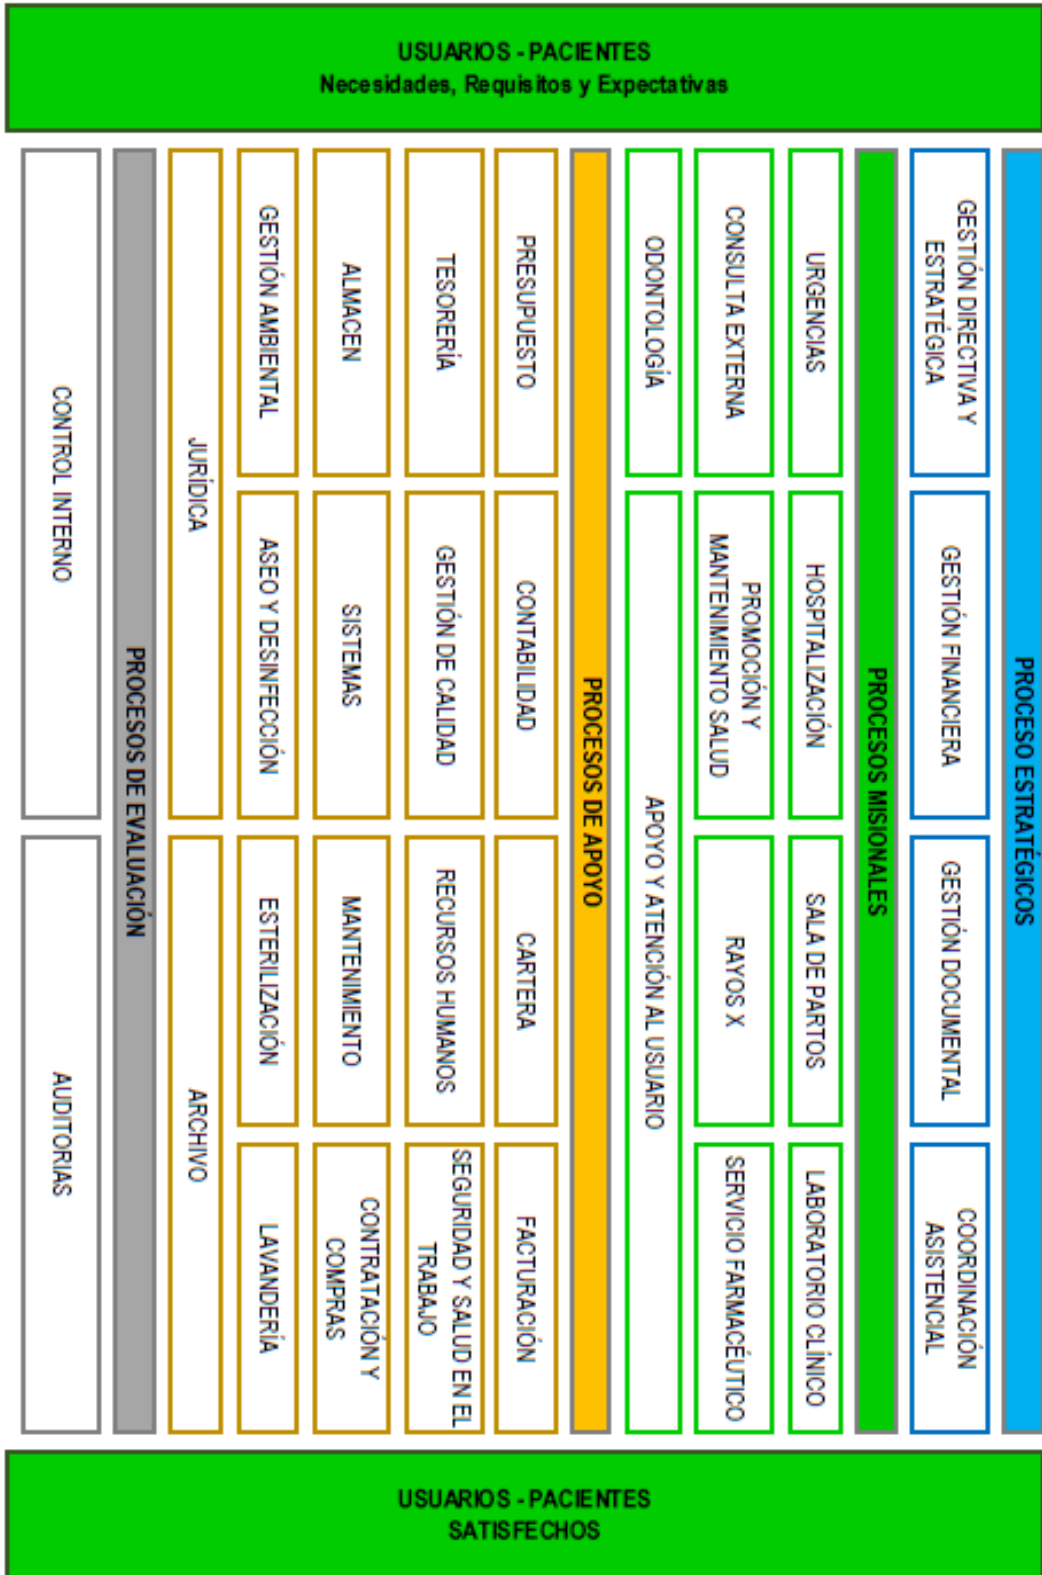 USUARIOS - PACIENTES
Necesidades, Requisitos y Expectativas
PROCESO ESTRATÉGICOS
GESTIÓN DIRECTIVA Y
ESTRATÉGICA
GESTIÓN FINANCIERA
GESTIÓN DOCUMENTAL
COORDINACIÓN
ASISTENCIAL
PROCESOS MISIONALES
URGENCIAS
HOSPITALIZACIÓN
SALA DE PARTOS
LABORATORIO CLÍNICO
CONSULTA EXTERNA
PROMOCIÓN Y
MANTENIMIENTO SALUD
RAYOS X
SERVICIO FARMACÉUTICO
ODONTOLOGÍA
APOYO Y ATENCIÓN AL USUARIO
PROCESOS DE APOYO
PRESUPUESTO
CONTABILIDAD
CARTERA
FACTURACIÓN
TESORERÍA
GESTIÓN DE CALIDAD
RECURSOS HUMANOS
SEGURIDAD Y SALUD EN EL
TRABAJO
ALMACEN
SISTEMAS
MANTENIMIENTO
CONTRATACIÓN Y
COMPRAS
GESTIÓN AMBIENTAL
ASEO Y DESINFECCIÓN
ESTERILIZACIÓN
LAVANDERÍA
JURÍDICA
ARCHIVO
PROCESOS DE EVALUACIÓN
CONTROL INTERNO
AUDITORIAS
USUARIOS - PACIENTES
SATISFECHOS